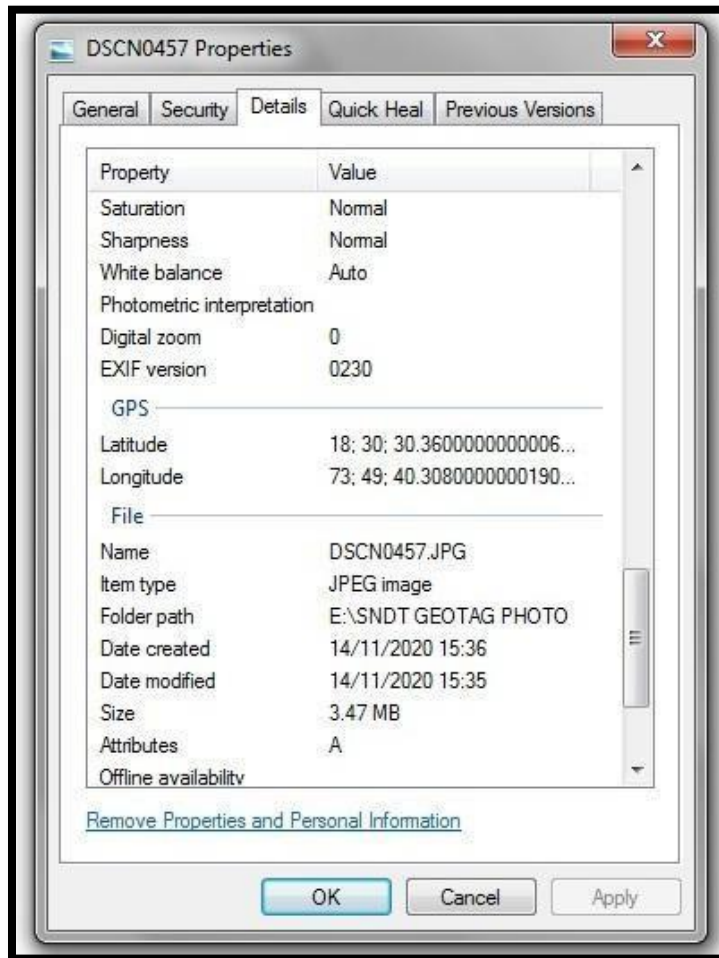 DSCN0457 Properties
General Security Details Quick Heal Previous Versions
Property Value
Saturation Normal
Sharpness Normal
White balance Auto
Photometric interpretation
Digital zoom 0
EXIF version 0230
GPS
Latitude 18; 30; 30.3600000000006...
Longitude 73; 49; 40.3080000000190...
File
Name DSCN0457.JPG
Item type JPEG image
Folder path E:\SNDT GEOTAG PHOTO
Date created 14/11/2020 15:36
Date modified 14/11/2020 15:35
Size 3.47 MB
Attributes A
Offline availability
Remove Properties and Personal Information
OK Cancel Apply